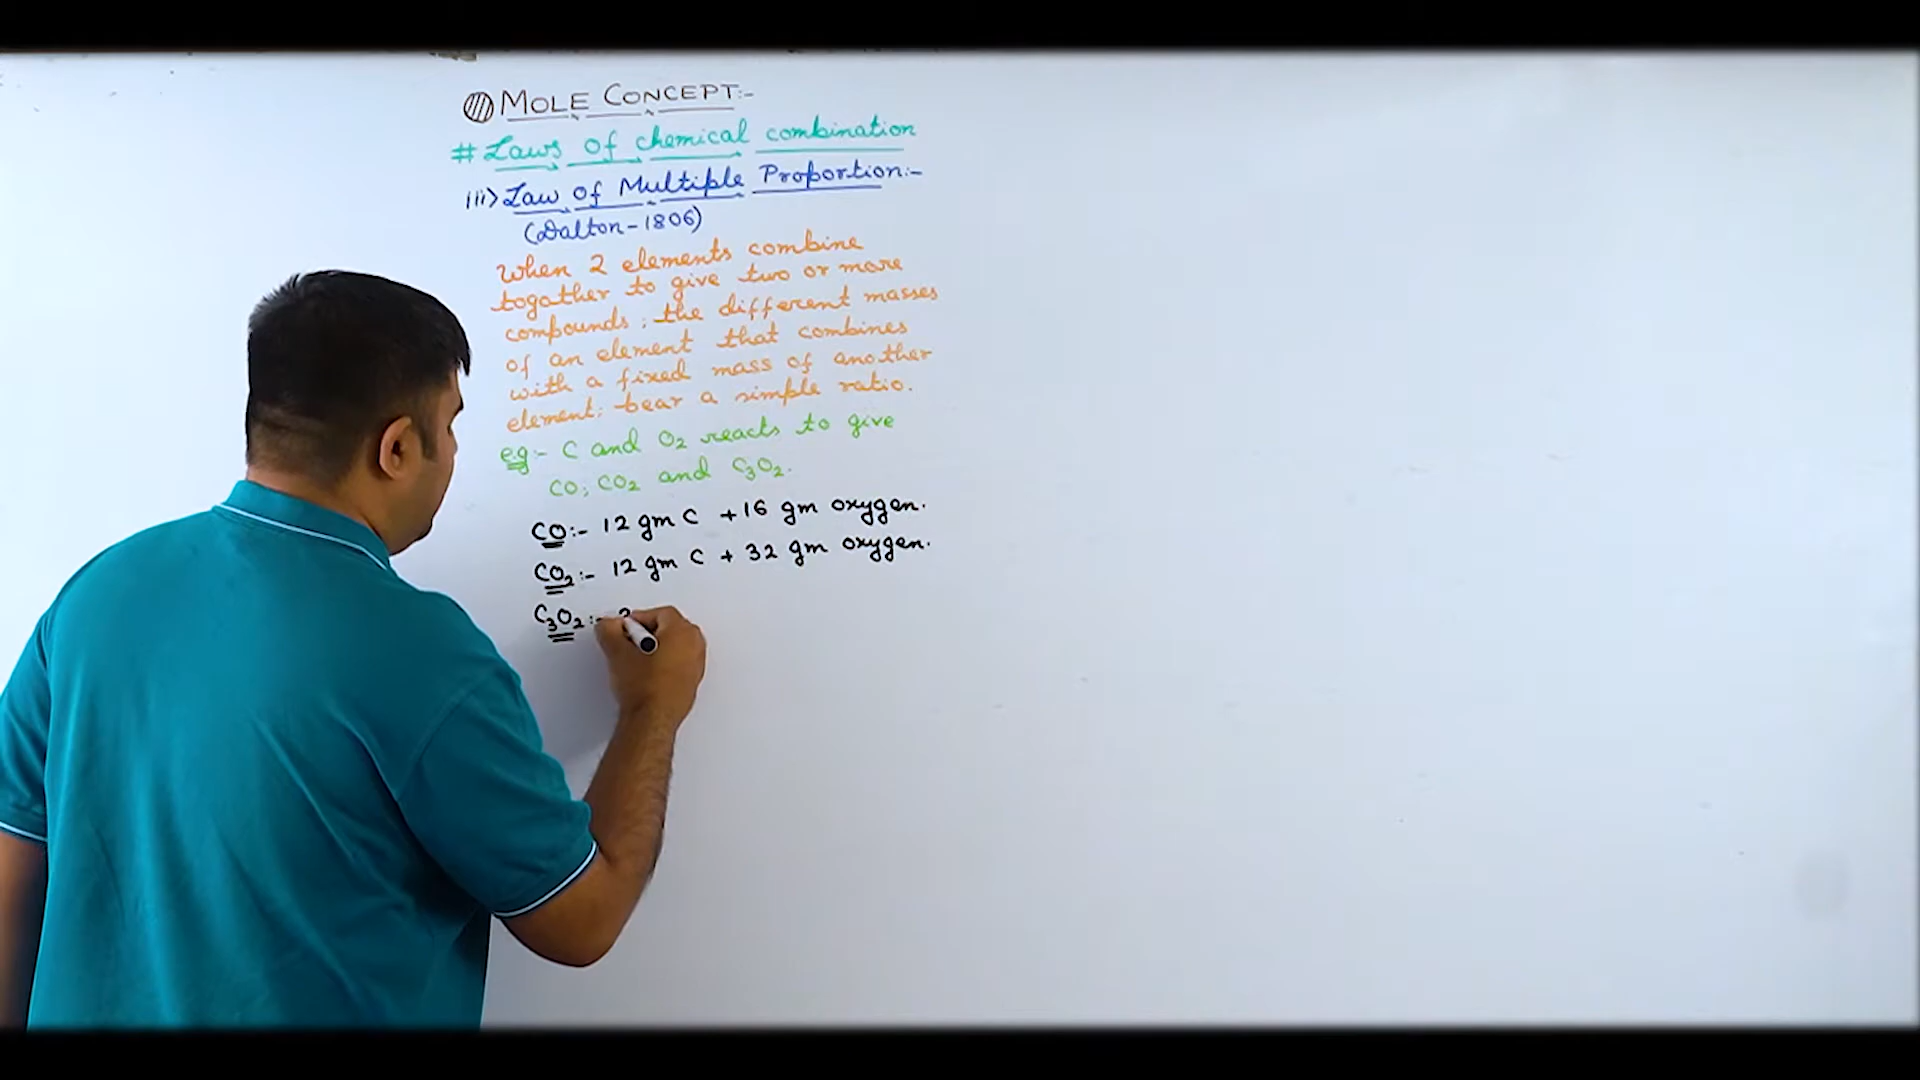 MOLE CONCEPT:-
# Laws of chemical combination
iii> Law of Multiple Proportion:-
(Dalton-1806)
When 2 elements combine
together to give two or more
compounds; the different masses
of an element that combines
with a fixed mass of another
element; bear a simple ratio.
e.g:- C and O₂ reacts to give
CO; CO₂ and C₃O₂.
CO:- 12 gm C + 16 gm oxygen.
CO₂:- 12 gm C + 32 gm oxygen.
C₃O₂:-